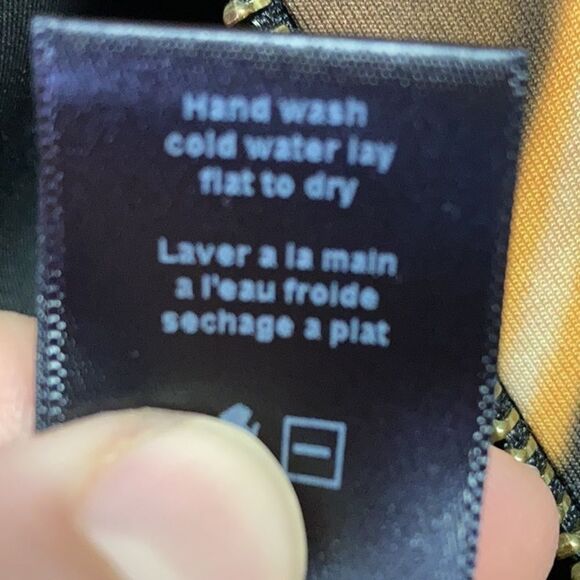 Hand wash
cold water lay
flat to dry
Laver a la main
a l'eau froide
sechage a plat